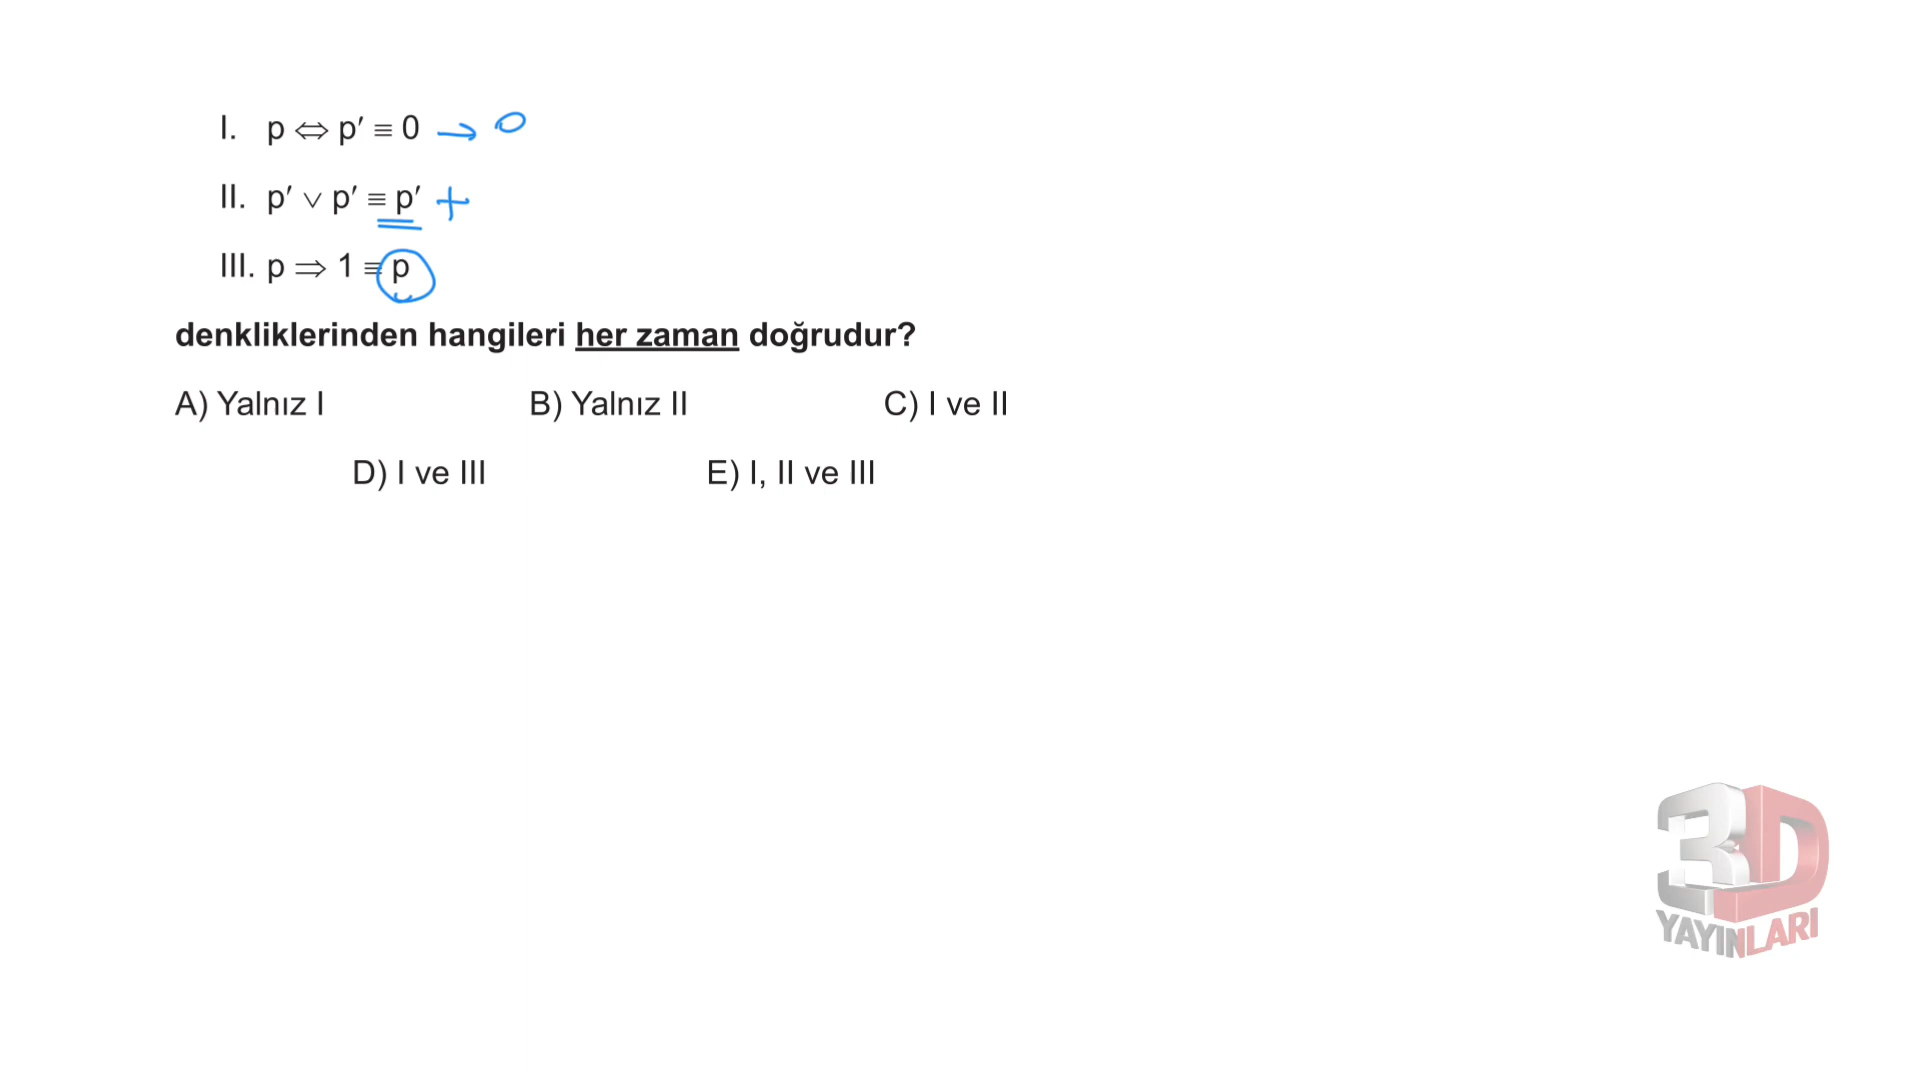 I. p ⇔ p′ ≡ 0 → 0
II. p′ ∨ p′ ≡ p′ +
III. p ⇒ 1 ≡ p
denkliklerinden hangileri her zaman doğrudur?
A) Yalnız I B) Yalnız II C) I ve II
D) I ve III E) I, II ve III
3D
YAYINLARI